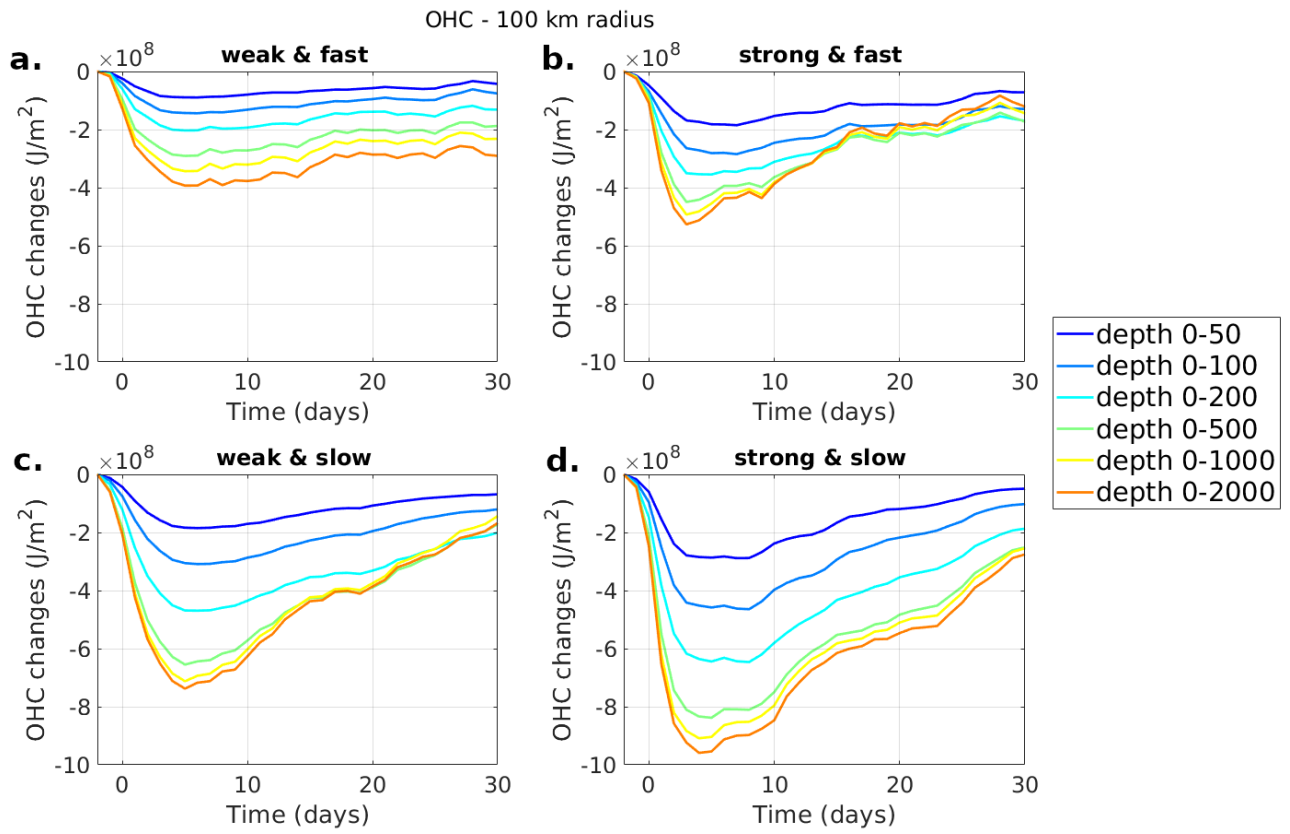 OHC - 100 km radius
a.
×10^8
weak & fast
0
-2
-4
-6
-8
-10
OHC changes (J/m^2)
0 10 20 30
Time (days)
b.
×10^8
strong & fast
0
-2
-4
-6
-8
-10
OHC changes (J/m^2)
0 10 20 30
Time (days)
depth 0-50
depth 0-100
depth 0-200
depth 0-500
depth 0-1000
depth 0-2000
c.
×10^8
weak & slow
0
-2
-4
-6
-8
-10
OHC changes (J/m^2)
0 10 20 30
Time (days)
d.
×10^8
strong & slow
0
-2
-4
-6
-8
-10
OHC changes (J/m^2)
0 10 20 30
Time (days)